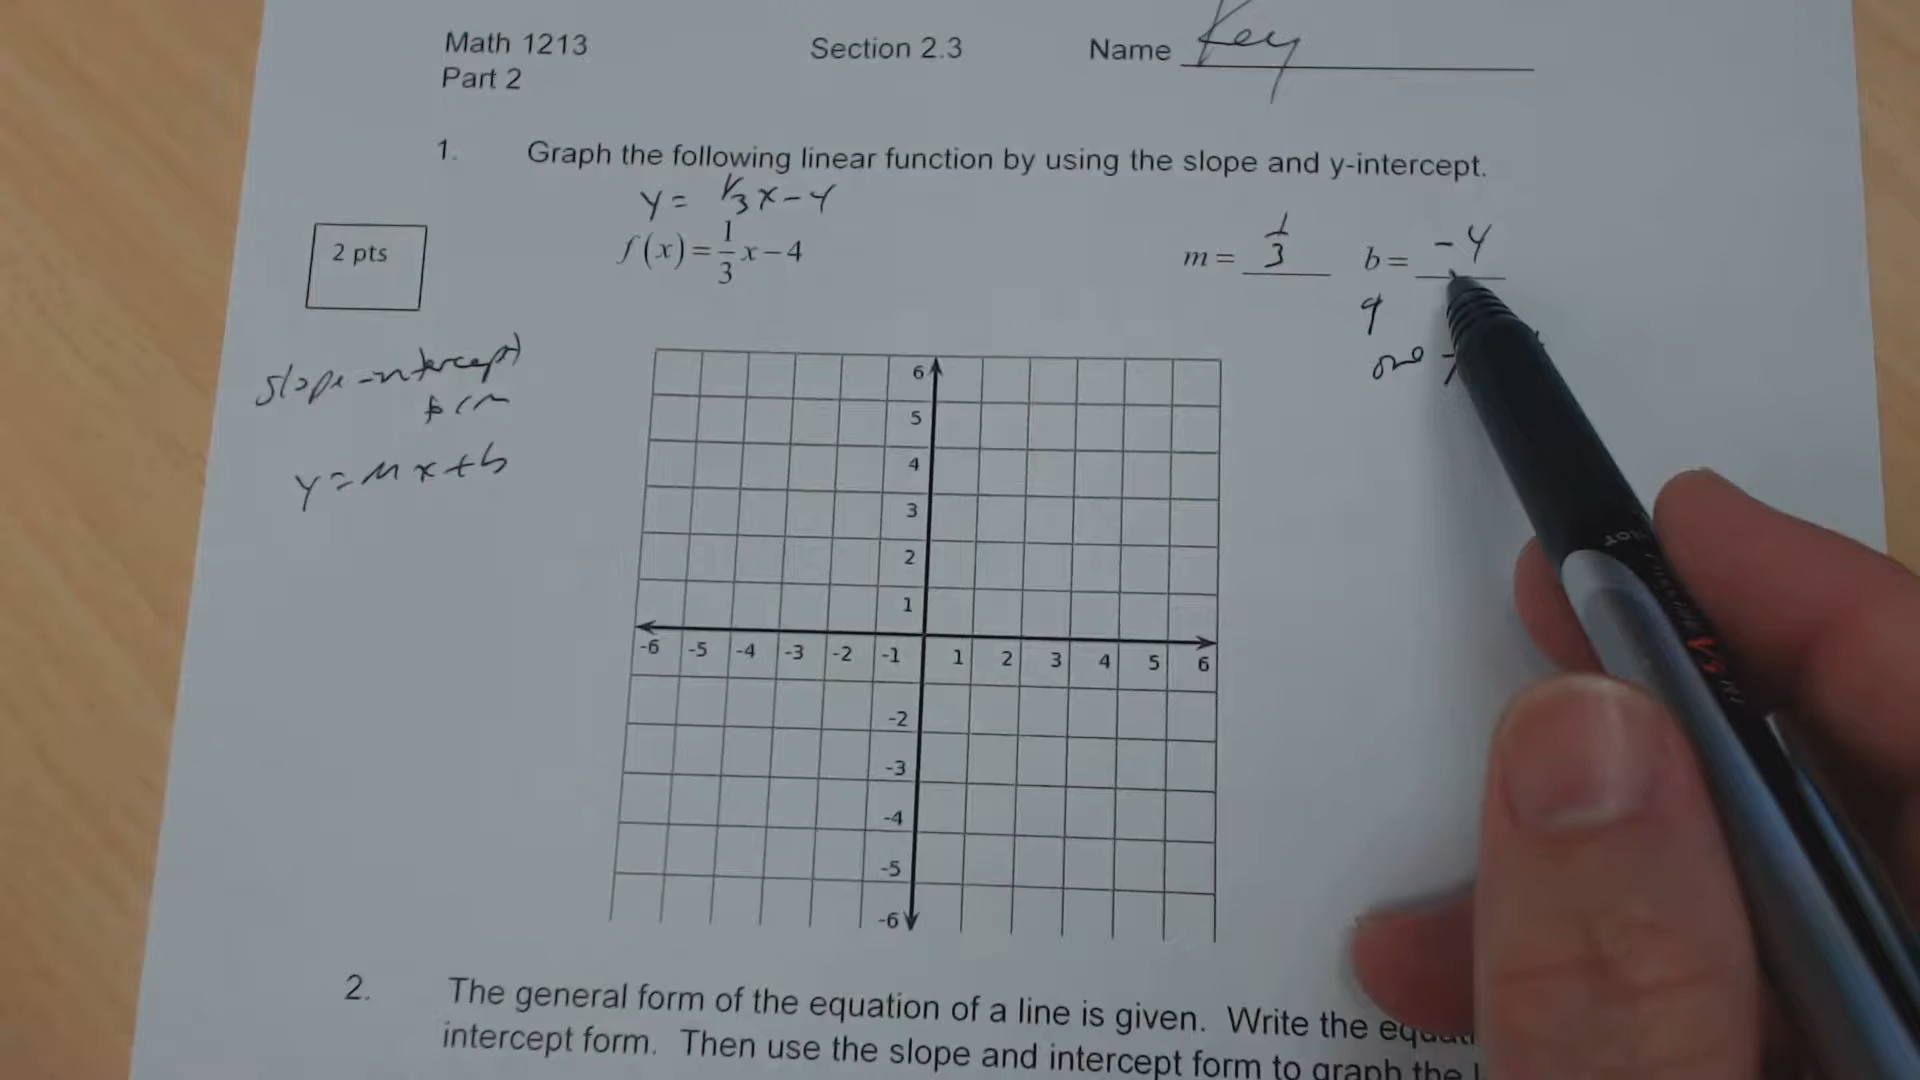 Math 1213 Section 2.3 Name Key
Part 2
1. Graph the following linear function by using the slope and y-intercept.
y = 1/3 x - 4
2 pts
f(x) = 1/3 x - 4
m = 1/3 b = -4
slope-intercept
form
y = mx + b
6
5
4
3
2
1
-6 -5 -4 -3 -2 -1 1 2 3 4 5 6
-2
-3
-4
-5
-6
2. The general form of the equation of a line is given. Write the
intercept form. Then use the slope and intercept form to graph the